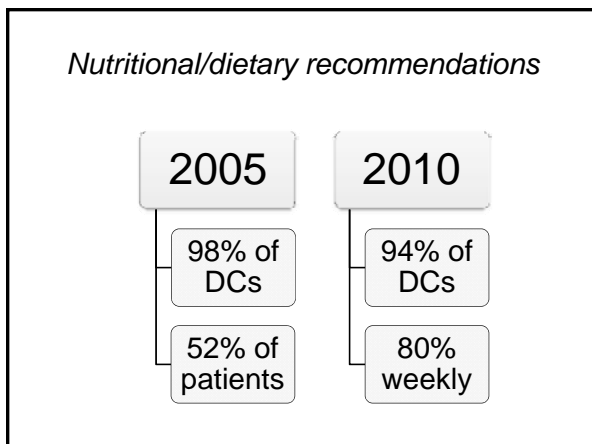 Nutritional/dietary recommendations
2005
98% of
DCs
52% of
patients
2010
94% of
DCs
80%
weekly